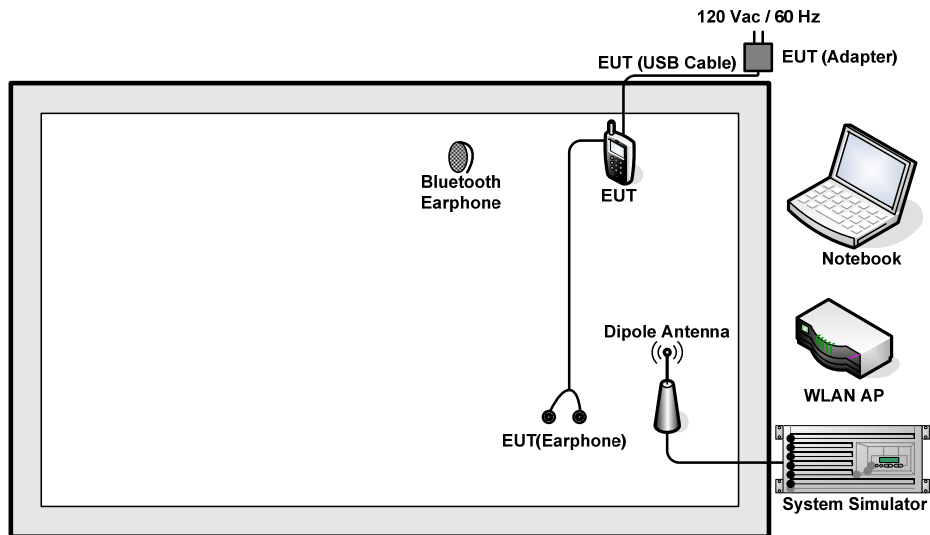 120 Vac / 60 Hz
EUT (USB Cable)
EUT (Adapter)
Bluetooth
Earphone
EUT
Notebook
Dipole Antenna
WLAN AP
EUT(Earphone)
System Simulator